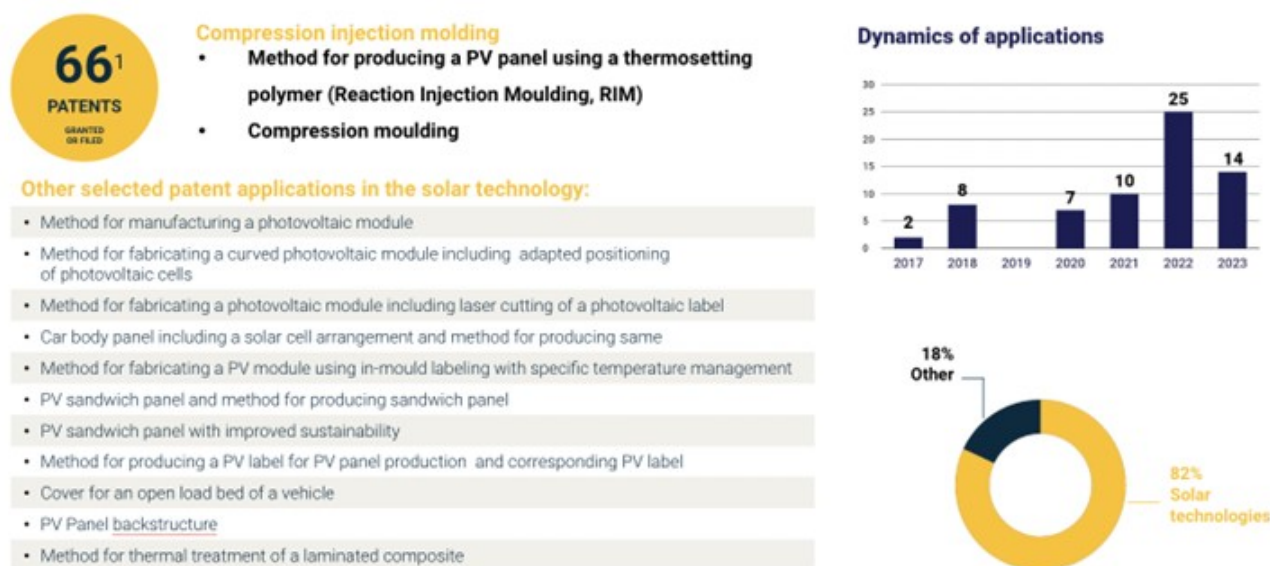 66¹
PATENTS
GRANTED
OR FILED
Compression injection molding
• Method for producing a PV panel using a thermosetting
polymer (Reaction Injection Moulding, RIM)
• Compression moulding
Other selected patent applications in the solar technology:
• Method for manufacturing a photovoltaic module
• Method for fabricating a curved photovoltaic module including adapted positioning
of photovoltaic cells
• Method for fabricating a photovoltaic module including laser cutting of a photovoltaic label
• Car body panel including a solar cell arrangement and method for producing same
• Method for fabricating a PV module using in-mould labeling with specific temperature management
• PV sandwich panel and method for producing sandwich panel
• PV sandwich panel with improved sustainability
• Method for producing a PV label for PV panel production and corresponding PV label
• Cover for an open load bed of a vehicle
• PV Panel backstructure
• Method for thermal treatment of a laminated composite
Dynamics of applications
30
25
20
15
10
5
0
2
8
7
10
25
14
2017 2018 2019 2020 2021 2022 2023
18%
Other
82%
Solar
technologies